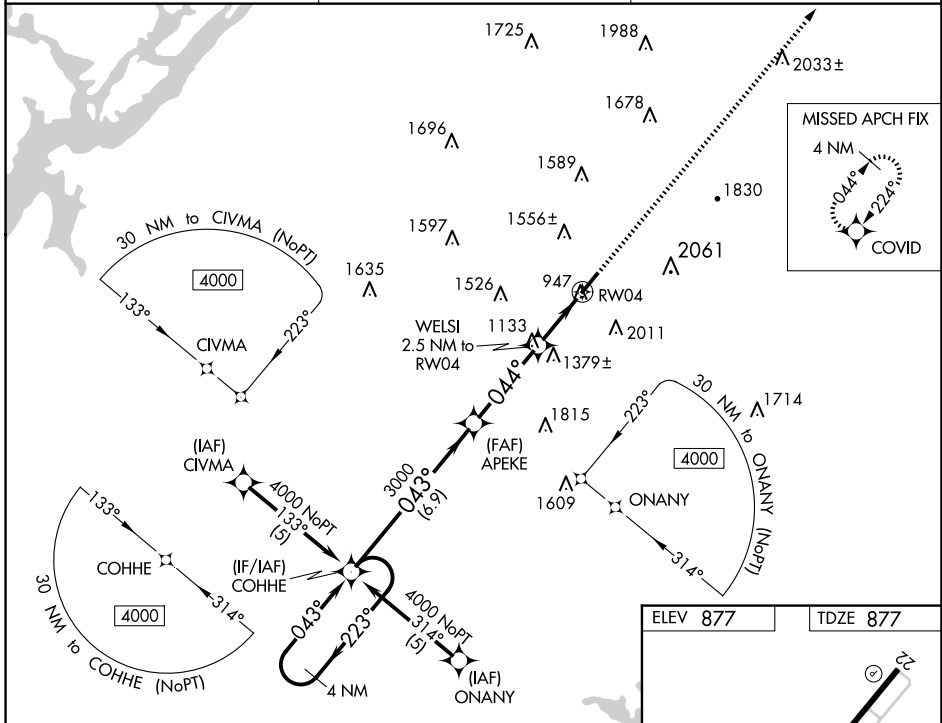 1725
1988
2033±
1678
MISSED APCH FIX
4 NM
044°
224°
COVID
1696
1589
1830
30 NM to CIVMA (NoPT)
4000
133°
223°
CIVMA
1597
1556±
2061
1635
1526
947
RW04
WELSI
2.5 NM to
RW04
1133
2011
1379±
044°
1815
(FAF)
APEKE
30 NM to ONANY (NoPT)
223°
1714
4000
1609
ONANY
314°
(IAF)
CIVMA
4000 NoPT
133°
(5)
3000
043°
(6.9)
133°
COHHE
314°
4000
30 NM to COHHE (NoPT)
(IF/IAF)
COHHE
043°
223°
4 NM
4000 NoPT
314°
(5)
(IAF)
ONANY
ELEV 877
TDZE 877
22
P